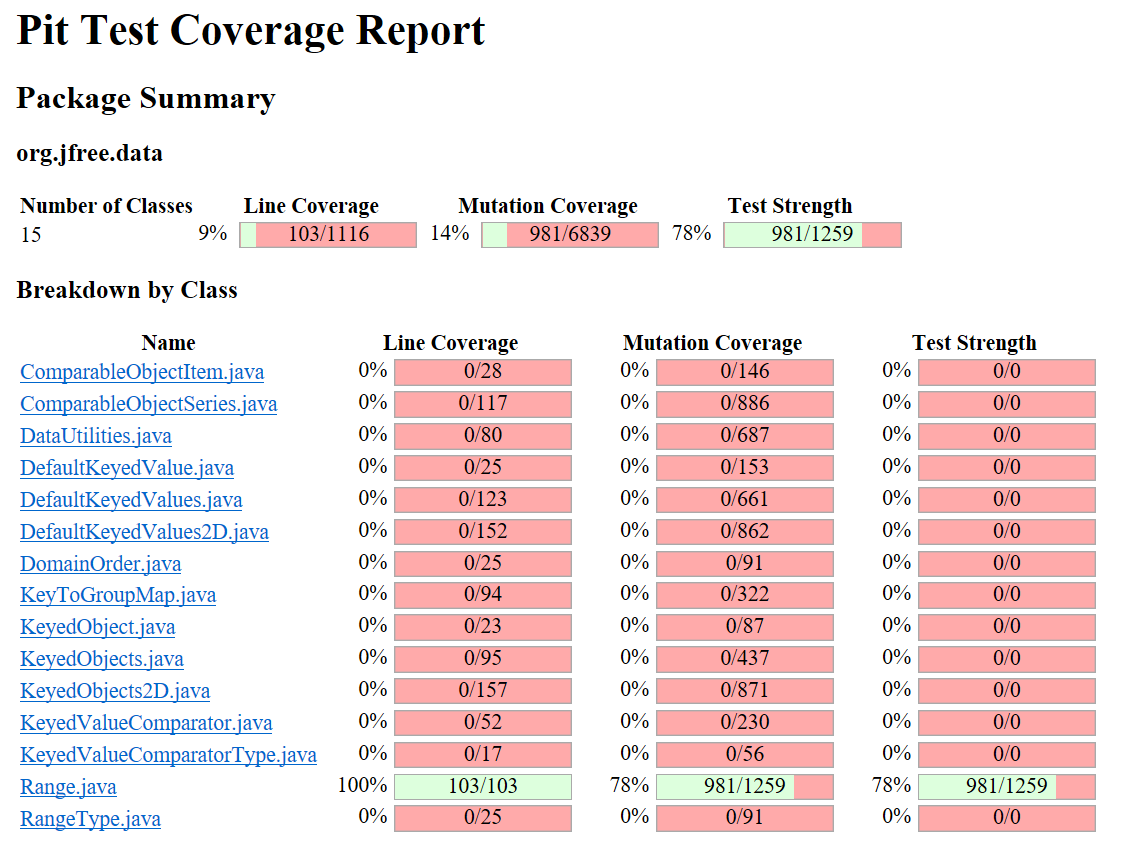 Pit Test Coverage Report
Package Summary
org.jfree.data
Number of Classes Line Coverage Mutation Coverage Test Strength
15 9% 103/1116 14% 981/6839 78% 981/1259
Breakdown by Class
Name Line Coverage Mutation Coverage Test Strength
ComparableObjectItem.java 0% 0/28 0% 0/146 0% 0/0
ComparableObjectSeries.java 0% 0/117 0% 0/886 0% 0/0
DataUtilities.java 0% 0/80 0% 0/687 0% 0/0
DefaultKeyedValue.java 0% 0/25 0% 0/153 0% 0/0
DefaultKeyedValues.java 0% 0/123 0% 0/661 0% 0/0
DefaultKeyedValues2D.java 0% 0/152 0% 0/862 0% 0/0
DomainOrder.java 0% 0/25 0% 0/91 0% 0/0
KeyToGroupMap.java 0% 0/94 0% 0/322 0% 0/0
KeyedObject.java 0% 0/23 0% 0/87 0% 0/0
KeyedObjects.java 0% 0/95 0% 0/437 0% 0/0
KeyedObjects2D.java 0% 0/157 0% 0/871 0% 0/0
KeyedValueComparator.java 0% 0/52 0% 0/230 0% 0/0
KeyedValueComparatorType.java 0% 0/17 0% 0/56 0% 0/0
Range.java 100% 103/103 78% 981/1259 78% 981/1259
RangeType.java 0% 0/25 0% 0/91 0% 0/0